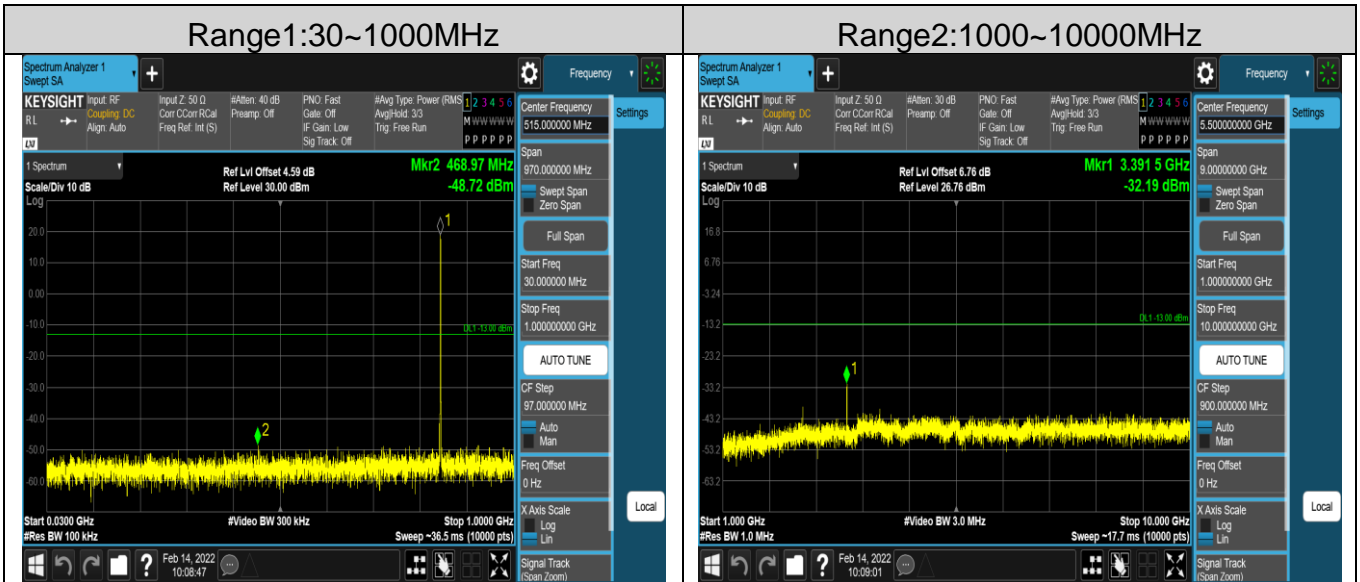 Range1:30~1000MHz
Range2:1000~10000MHz
Spectrum Analyzer 1
Swept SA
Frequency
KEYSIGHT
RL
LXI
Input: RF
Coupling: DC
Align: Auto
Input Z: 50 Ω
Corr CCorr RCal
Freq Ref: Int (S)
#Atten: 40 dB
Preamp: Off
PNO: Fast
Gate: Off
IF Gain: Low
Sig Track: Off
#Avg Type: Power (RMS
Avg|Hold: 3/3
Trig: Free Run
1 2 3 4 5 6
M W W W W W
P P P P P P
1 Spectrum
Scale/Div 10 dB
Log
Ref Lvl Offset 4.59 dB
Ref Level 30.00 dBm
Mkr2 468.97 MHz
-48.72 dBm
20.0
10.0
0.00
-10.0
-20.0
-30.0
-40.0
-50.0
-60.0
DL1 -13.00 dBm
1
2
Start 0.0300 GHz
#Res BW 100 kHz
#Video BW 300 kHz
Stop 1.0000 GHz
Sweep ~36.5 ms (10000 pts)
Feb 14, 2022
10:08:47
Center Frequency
515.000000 MHz
Settings
Span
970.000000 MHz
Swept Span
Zero Span
Full Span
Start Freq
30.000000 MHz
Stop Freq
1.000000000 GHz
AUTO TUNE
CF Step
97.000000 MHz
Auto
Man
Freq Offset
0 Hz
X Axis Scale
Log
Lin
Local
Signal Track
(Span Zoom)
Spectrum Analyzer 1
Swept SA
Frequency
KEYSIGHT
RL
LXI
Input: RF
Coupling: DC
Align: Auto
Input Z: 50 Ω
Corr CCorr RCal
Freq Ref: Int (S)
#Atten: 30 dB
Preamp: Off
PNO: Fast
Gate: Off
IF Gain: Low
Sig Track: Off
#Avg Type: Power (RMS
Avg|Hold: 3/3
Trig: Free Run
1 2 3 4 5 6
M W W W W W
P P P P P P
1 Spectrum
Scale/Div 10 dB
Log
Ref Lvl Offset 6.76 dB
Ref Level 26.76 dBm
Mkr1 3.391 5 GHz
-32.19 dBm
16.8
6.76
-3.24
-13.2
-23.2
-33.2
-43.2
-53.2
-63.2
DL1 -13.00 dBm
1
Start 1.000 GHz
#Res BW 1.0 MHz
#Video BW 3.0 MHz
Stop 10.000 GHz
Sweep ~17.7 ms (10000 pts)
Feb 14, 2022
10:09:01
Center Frequency
5.500000000 GHz
Settings
Span
9.00000000 GHz
Swept Span
Zero Span
Full Span
Start Freq
1.000000000 GHz
Stop Freq
10.000000000 GHz
AUTO TUNE
CF Step
900.000000 MHz
Auto
Man
Freq Offset
0 Hz
X Axis Scale
Log
Lin
Local
Signal Track
(Span Zoom)